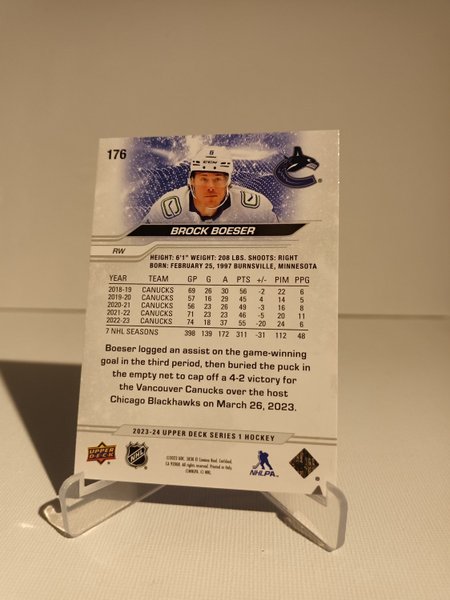 176
6
CCM
BROCK BOESER
RW
HEIGHT: 6'1" WEIGHT: 208 LBS. SHOOTS: RIGHT
BORN: FEBRUARY 25, 1997 BURNSVILLE, MINNESOTA
YEAR TEAM GP G A PTS +/- PIM PPG
2018-19 CANUCKS 69 26 30 56 -2 22 6
2019-20 CANUCKS 57 16 29 45 4 14 5
2020-21 CANUCKS 56 23 26 49 -3 16 8
2021-22 CANUCKS 71 23 23 46 -5 20 11
2022-23 CANUCKS 74 18 37 55 -20 24 6
7 NHL SEASONS 398 139 172 311 -31 112 48
Boeser logged an assist on the game-winning
goal in the third period, then buried the puck in
the empty net to cap off a 4-2 victory for
the Vancouver Canucks over the host
Chicago Blackhawks on March 26, 2023.
2023-24 UPPER DECK SERIES 1 HOCKEY
UPPER DECK
NHL
NHLPA